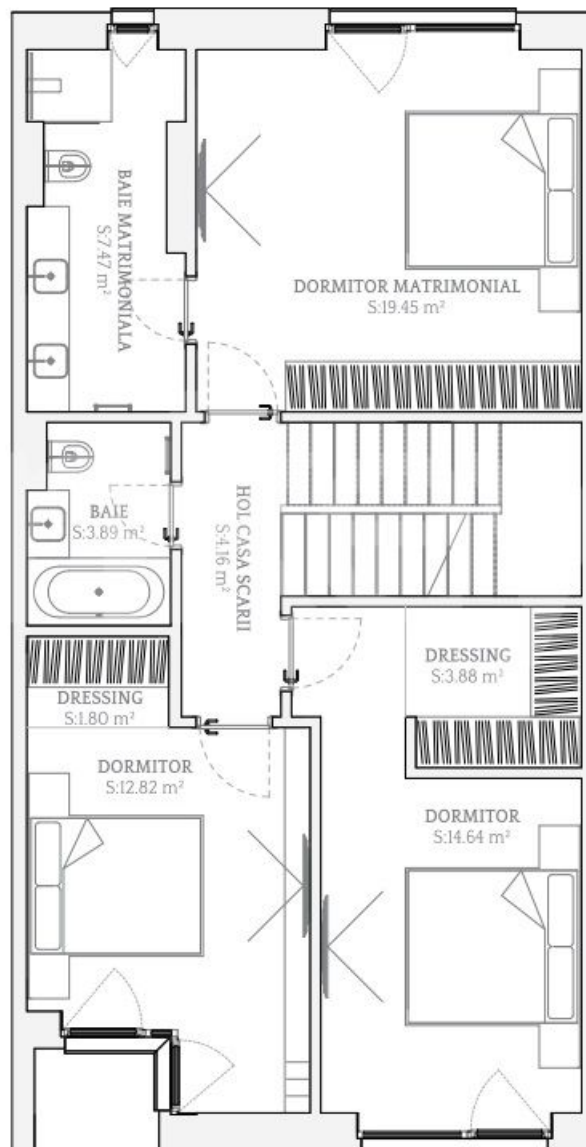 BAIE MATRIMONIALA
S:7.47 m²
DORMITOR MATRIMONIAL
S:19.45 m²
BAIE
S:3.89 m²
HOL CASA SCARII
S:4.16 m²
DRESSING
S:3.88 m²
DRESSING
S:1.80 m²
DORMITOR
S:12.82 m²
DORMITOR
S:14.64 m²